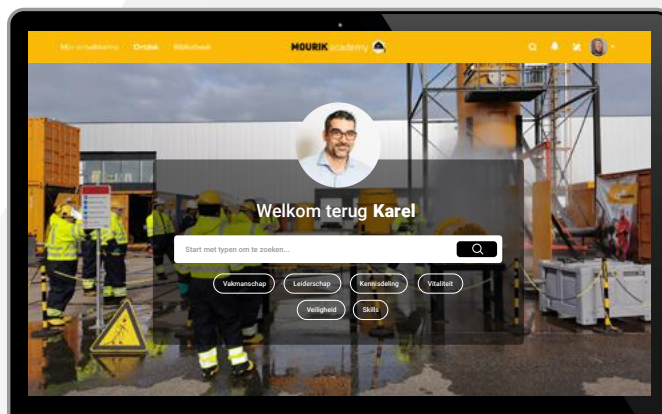 Mijn ontwikkeling Ontdek Bibliotheek MOURIK academy
Welkom terug Karel
Start met typen om te zoeken...
Vakmanschap Leiderschap Kennisdeling Vitaliteit
Veiligheid Skills